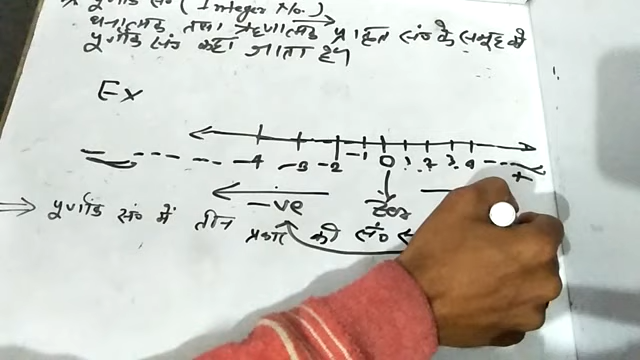 पूर्णांक सं० (Integer No.)
धनात्मक तथा ऋणात्मक प्राकृत सं० के समूह को
पूर्णांक सं० कहा जाता है।
Ex
-4 -3 -2 -1 0 1 2 3 4
-ve
⇒ पूर्णांक सं० में तीन
प्रकार की सं०